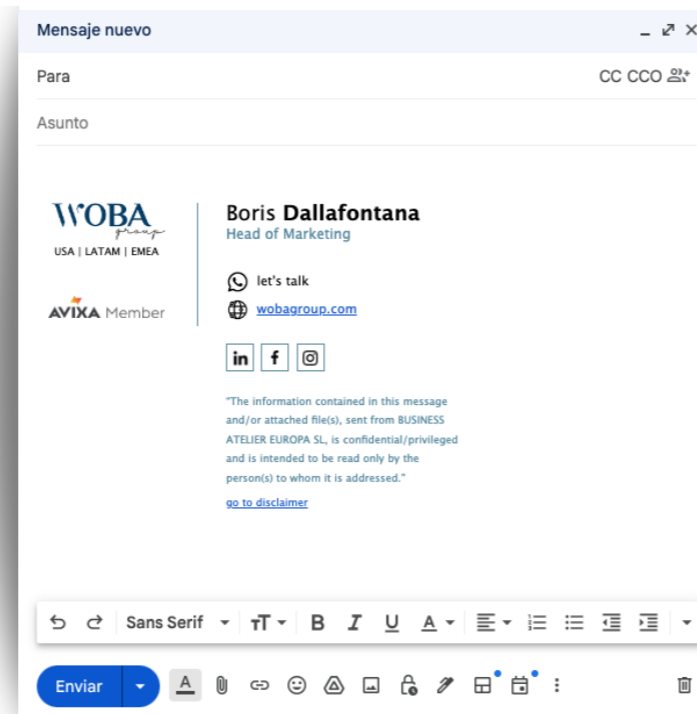 Mensaje nuevo
Para CC CCO
Asunto
WOBA
group
USA | LATAM | EMEA
AVIXA Member
Boris Dallafontana
Head of Marketing
let's talk
wobagroup.com
in f
"The information contained in this message
and/or attached file(s), sent from BUSINESS
ATELIER EUROPA SL, is confidential/privileged
and is intended to be read only by the
person(s) to whom it is addressed."
go to disclaimer
Sans Serif TT B I U A
Enviar A